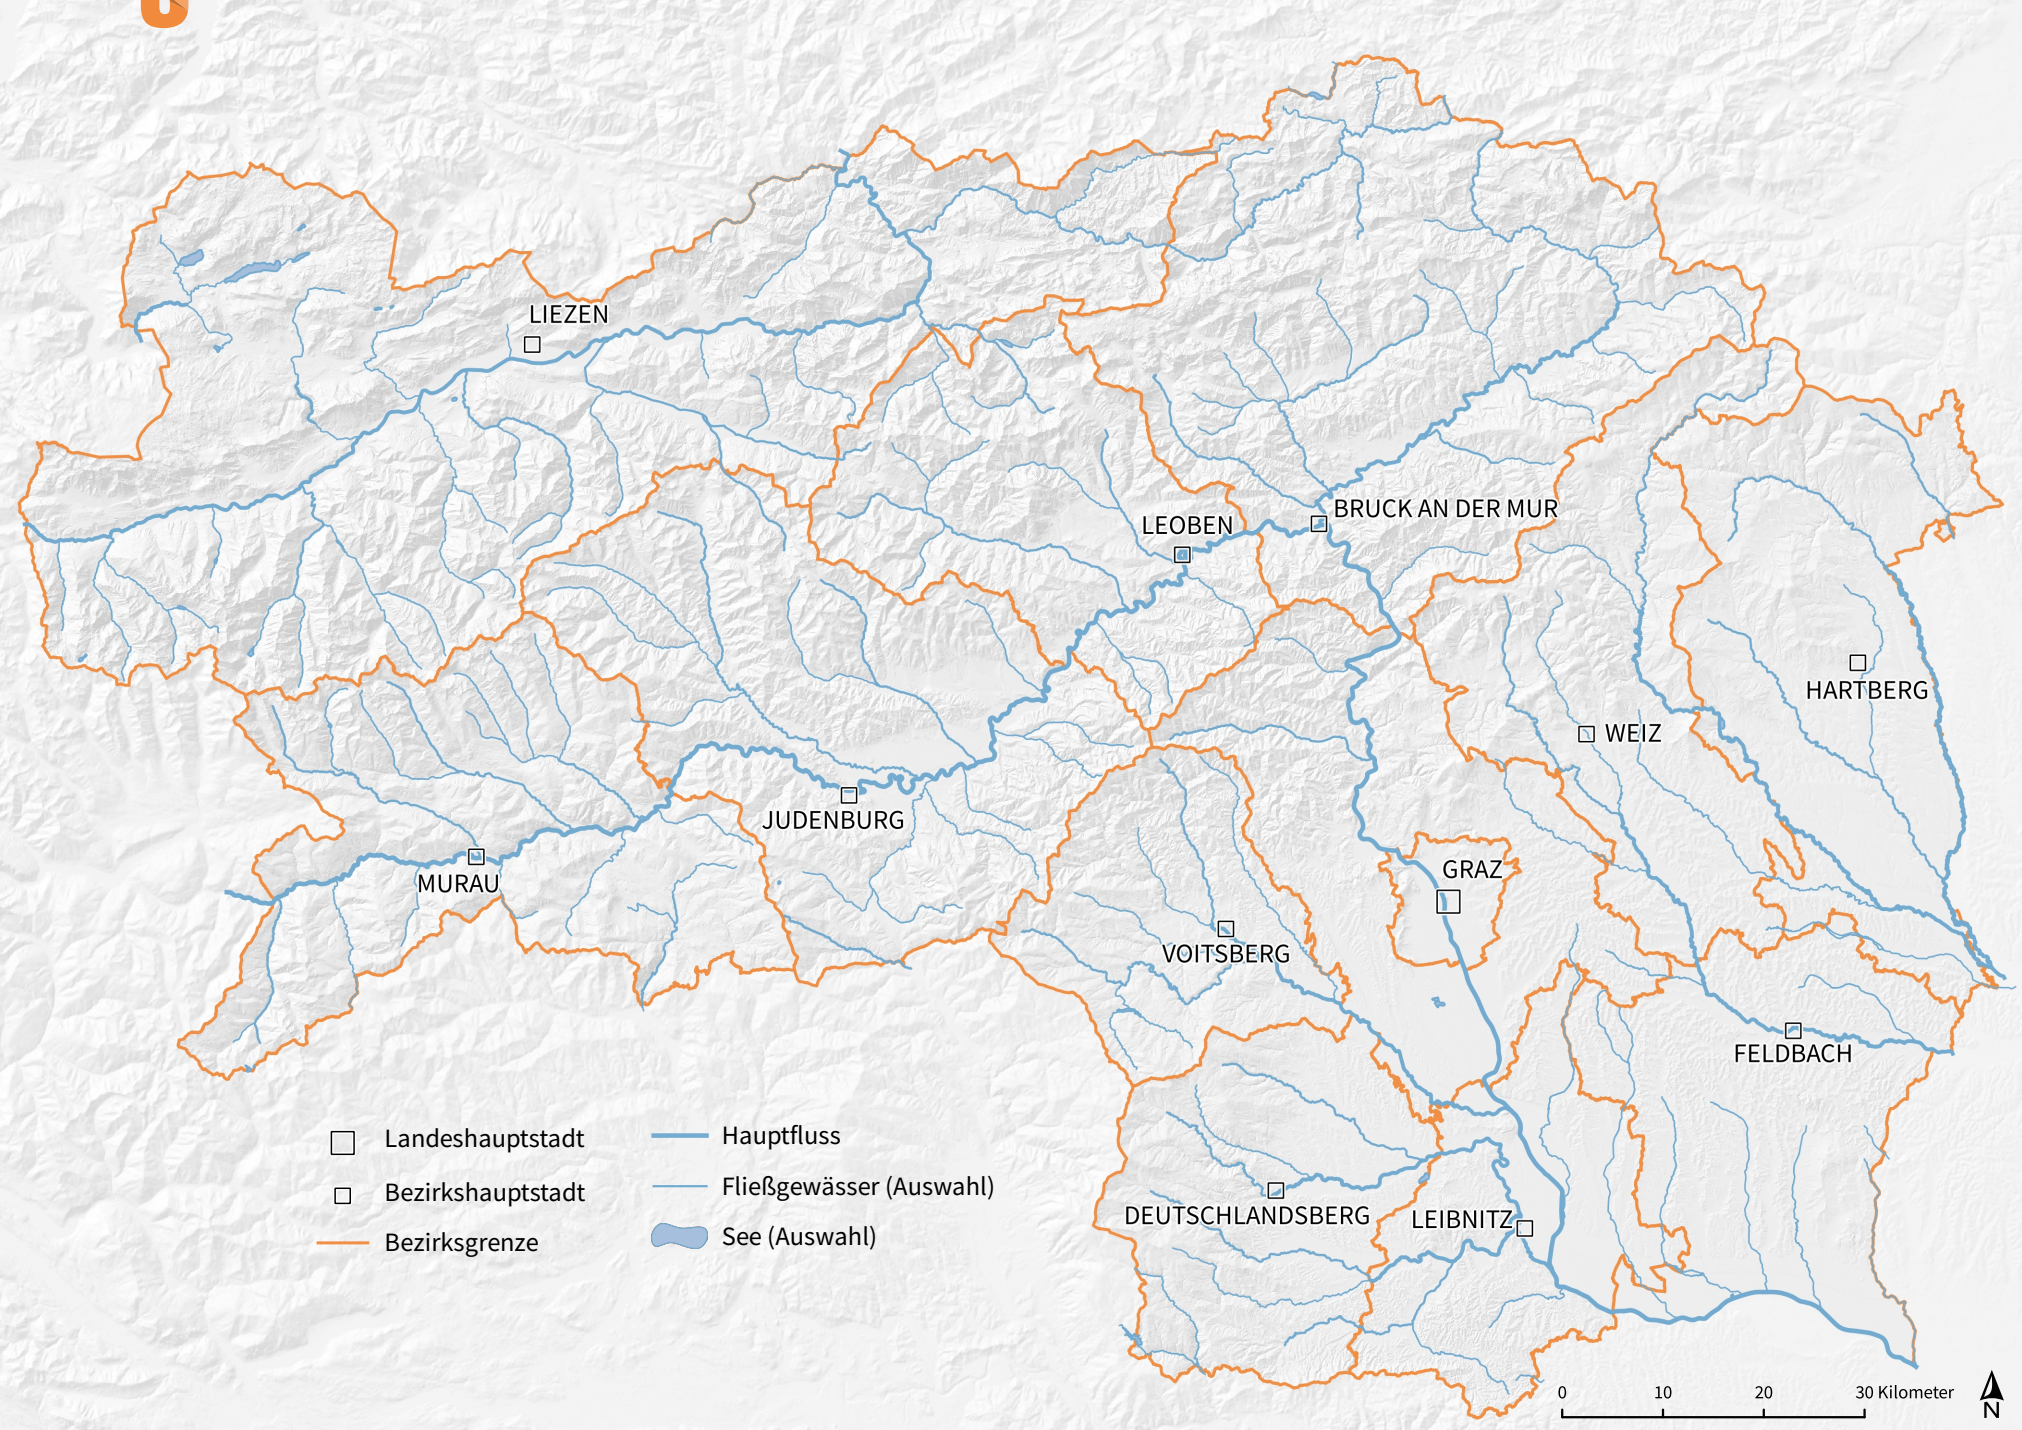 LIEZEN
BRUCK AN DER MUR
LEOBEN
HARTBERG
WEIZ
JUDENBURG
GRAZ
MURAU
VOITSBERG
FELDBACH
DEUTSCHLANDSBERG
LEIBNITZ
Landeshauptstadt
Bezirkshauptstadt
Bezirksgrenze
Hauptfluss
Fließgewässer (Auswahl)
See (Auswahl)
0 10 20 30 Kilometer
N